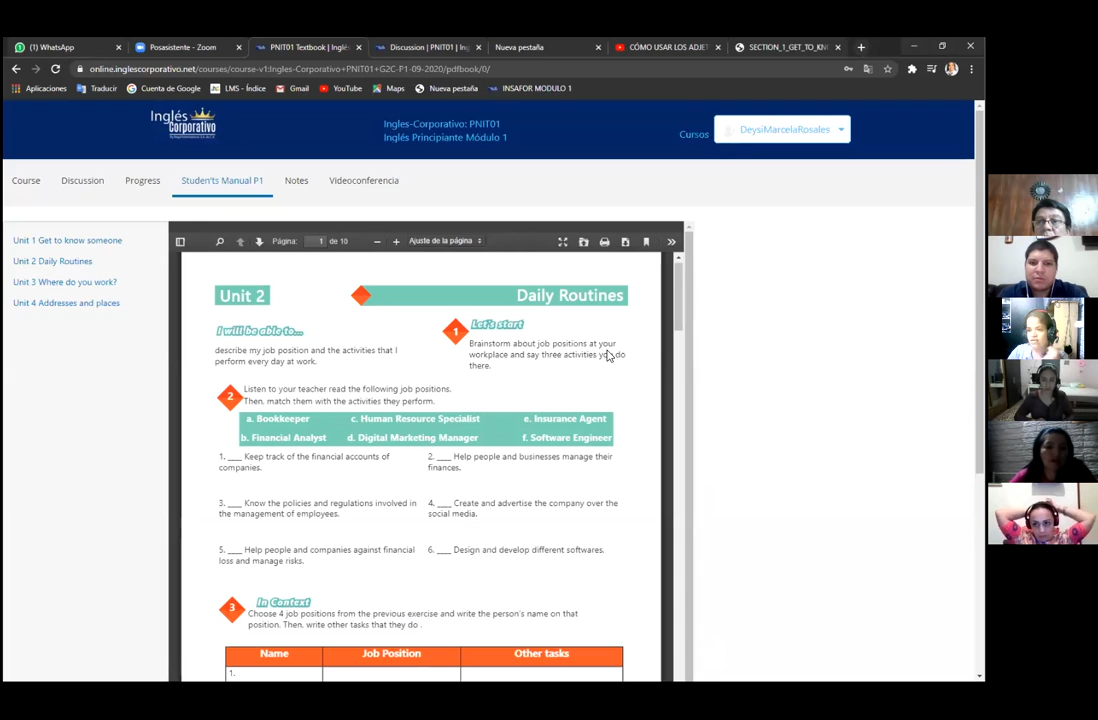 (1) WhatsApp
Posasistente - Zoom
PNIT01 Textbook | Inglé
Discussion | PNIT01 | Ing
Nueva pestaña
CÓMO USAR LOS ADJET
SECTION_1_GET_TO_KN
online.inglescorporativo.net/courses/course-v1:Ingles-Corporativo+PNIT01+G2C-P1-09-2020/pdfbook/0/
Aplicaciones
Traducir
Cuenta de Google
LMS - Índice
Gmail
YouTube
Maps
Nueva pestaña
INSAFOR MODULO 1
Inglés
Corporativo
Ingles-Corporativo: PNIT01
Inglés Principiante Módulo 1
Cursos
DeysiMarcelaRosales
Course
Discussion
Progress
Studen'ts Manual P1
Notes
Videoconferencia
Unit 1 Get to know someone
Unit 2 Daily Routines
Unit 3 Where do you work?
Unit 4 Addresses and places
Página: 1 de 10
Ajuste de la página
Unit 2
Daily Routines
I will be able to...
describe my job position and the activities that I
perform every day at work.
1
Let's start
Brainstorm about job positions at your
workplace and say three activities you do
there.
2
Listen to your teacher read the following job positions.
Then, match them with the activities they perform.
a. Bookkeeper c. Human Resource Specialist e. Insurance Agent
b. Financial Analyst d. Digital Marketing Manager f. Software Engineer
1. ___ Keep track of the financial accounts of
companies.
2. ___ Help people and businesses manage their
finances.
3. ___ Know the policies and regulations involved in
the management of employees.
4. ___ Create and advertise the company over the
social media.
5. ___ Help people and companies against financial
loss and manage risks.
6. ___ Design and develop different softwares.
3
In Context
Choose 4 job positions from the previous exercise and write the person's name on that
position. Then, write other tasks that they do .
Name Job Position Other tasks
1.